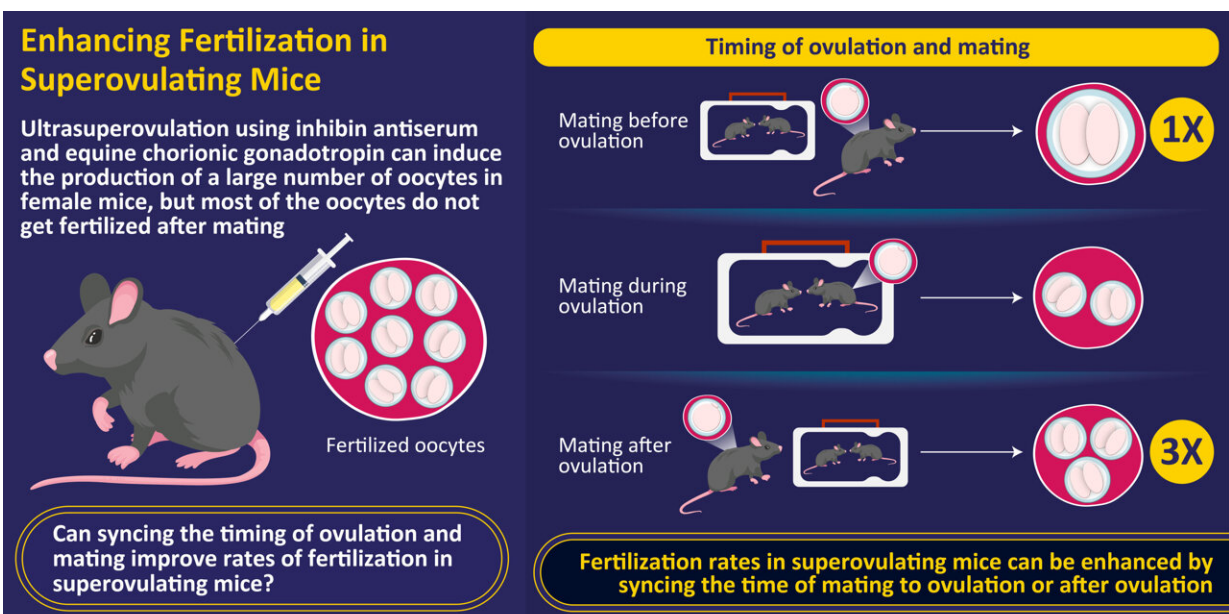 Enhancing Fertilization in
Superovulating Mice
Ultrasuperovulation using inhibin antiserum
and equine chorionic gonadotropin can induce
the production of a large number of oocytes in
female mice, but most of the oocytes do not
get fertilized after mating
Fertilized oocytes
Can syncing the timing of ovulation and
mating improve rates of fertilization in
superovulating mice?
Timing of ovulation and mating
Mating before
ovulation
1X
Mating during
ovulation
Mating after
ovulation
3X
Fertilization rates in superovulating mice can be enhanced by
syncing the time of mating to ovulation or after ovulation